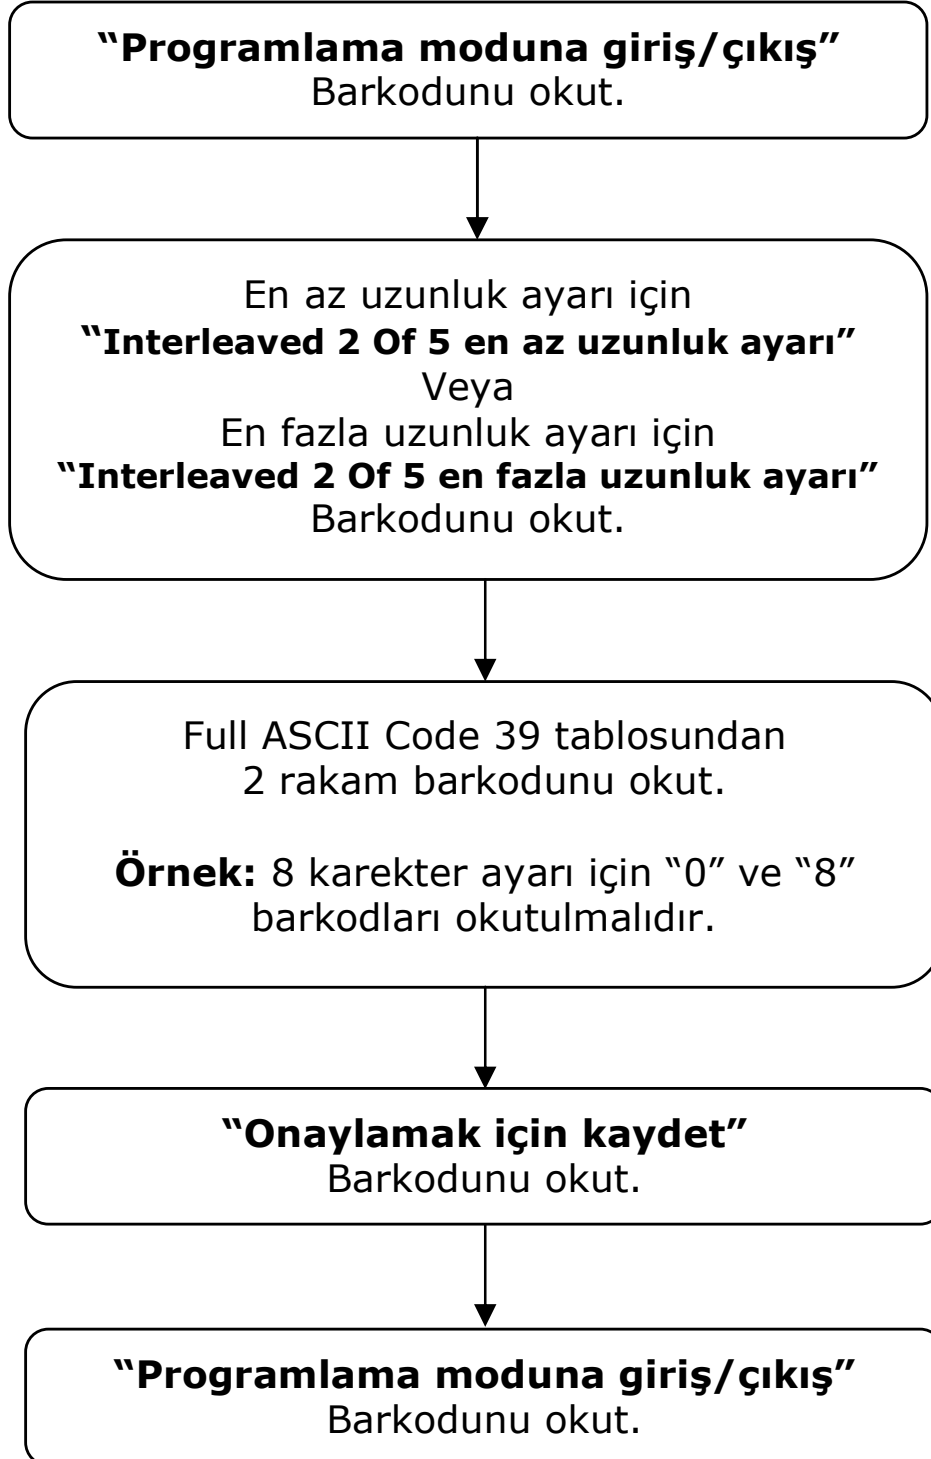 “Programlama moduna giriş/çıkış”
Barkodunu okut.
En az uzunluk ayarı için
“Interleaved 2 Of 5 en az uzunluk ayarı”
Veya
En fazla uzunluk ayarı için
“Interleaved 2 Of 5 en fazla uzunluk ayarı”
Barkodunu okut.
Full ASCII Code 39 tablosundan
2 rakam barkodunu okut.
Örnek: 8 karekter ayarı için “0” ve “8”
barkodları okutulmalıdır.
“Onaylamak için kaydet”
Barkodunu okut.
“Programlama moduna giriş/çıkış”
Barkodunu okut.